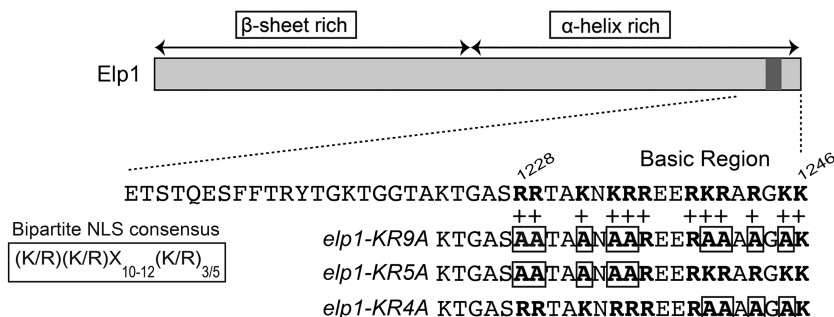 β-sheet rich
α-helix rich
Elp1
1228
Basic Region
1246
ETSTQESFFTRYTGKTGGTAKTGASRRTAKNKRREERKRARGKK
++ + +++ +++ + ++
Bipartite NLS consensus
(K/R)(K/R)X10-12(K/R)3/5
elp1-KR9A KTGASAATAANAAREERAAAAGAK
elp1-KR5A KTGASAATAANAAREERKRARGKK
elp1-KR4A KTGASRRTAKNRRREERAAAAGAK